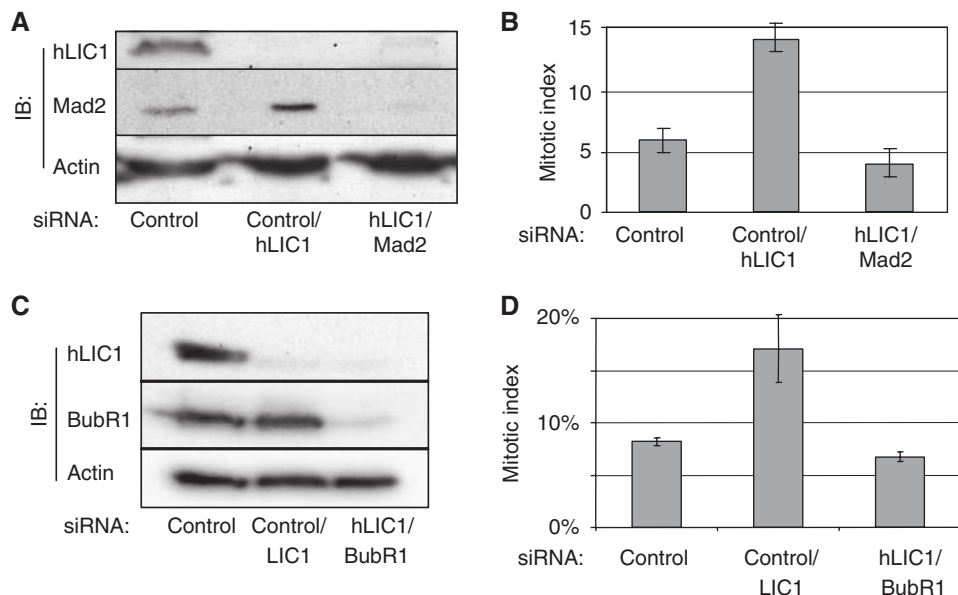 A
IB:
hLIC1
Mad2
Actin
siRNA:
Control
Control/
hLIC1
hLIC1/
Mad2
B
Mitotic index
15
10
5
0
siRNA:
Control
Control/
hLIC1
hLIC1/
Mad2
C
IB:
hLIC1
BubR1
Actin
siRNA:
Control
Control/
LIC1
hLIC1/
BubR1
D
Mitotic index
20%
10%
0%
siRNA:
Control
Control/
LIC1
hLIC1/
BubR1